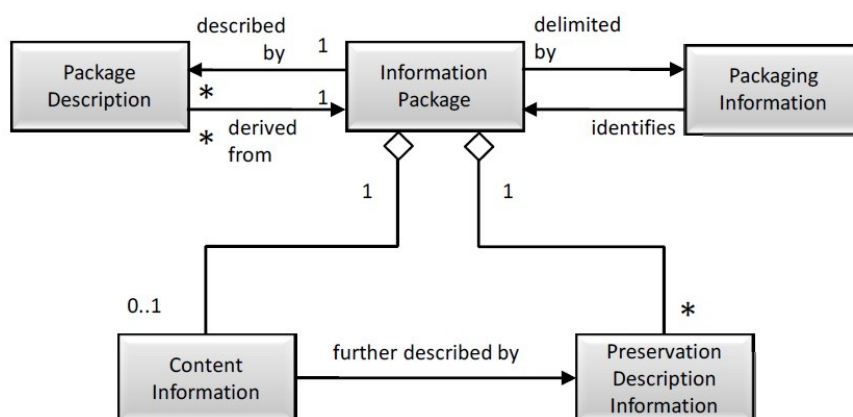 described
by
1
delimited
by
Package
Description
Information
Package
Packaging
Information
*
1
*
derived
from
identifies
1
1
0..1
*
Content
Information
further described by
Preservation
Description
Information